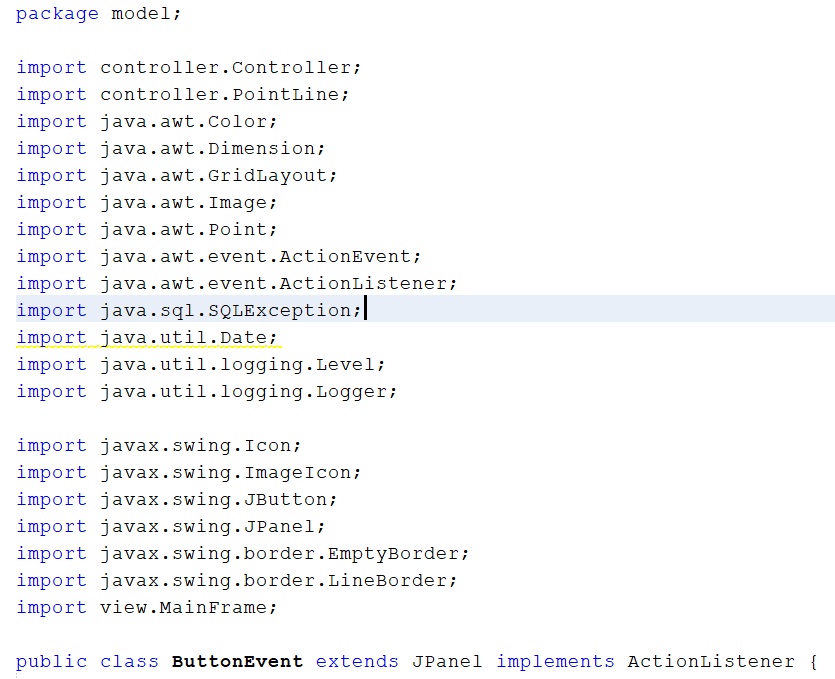 package model;
import controller.Controller;
import controller.PointLine;
import java.awt.Color;
import java.awt.Dimension;
import java.awt.GridLayout;
import java.awt.Image;
import java.awt.Point;
import java.awt.event.ActionEvent;
import java.awt.event.ActionListener;
import java.sql.SQLException;
import java.util.Date;
import java.util.logging.Level;
import java.util.logging.Logger;
import javax.swing.Icon;
import javax.swing.ImageIcon;
import javax.swing.JButton;
import javax.swing.JPanel;
import javax.swing.border.EmptyBorder;
import javax.swing.border.LineBorder;
import view.MainFrame;
public class ButtonEvent extends JPanel implements ActionListener {